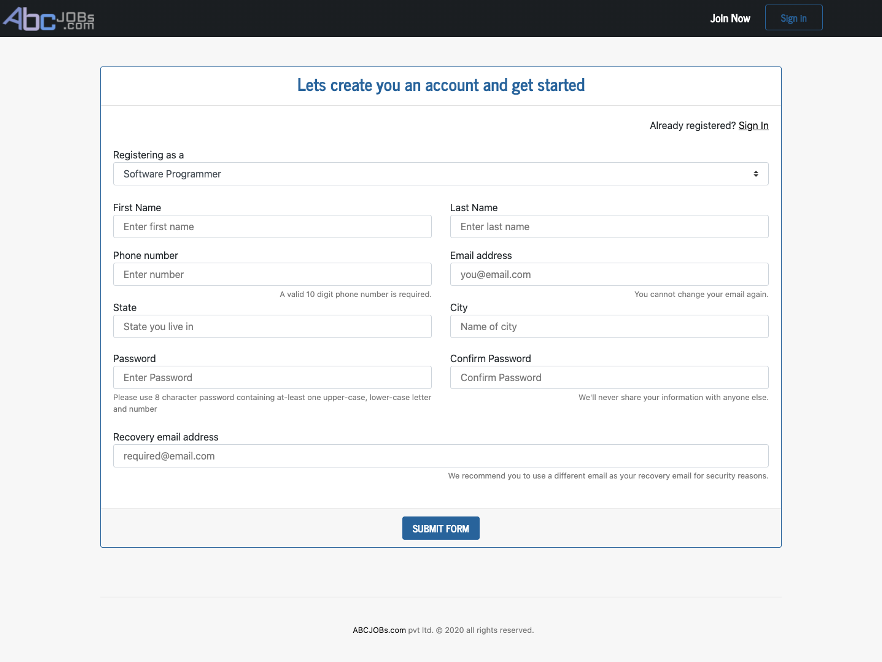 AbcJOBs.com
Join Now
Sign in
Lets create you an account and get started
Already registered? Sign In
Registering as a
Software Programmer
First Name
Last Name
Enter first name
Enter last name
Phone number
Email address
Enter number
you@email.com
A valid 10 digit phone number is required.
You cannot change your email again.
State
City
State you live in
Name of city
Password
Confirm Password
Enter Password
Confirm Password
Please use 8 character password containing at-least one upper-case, lower-case letter
and number
We'll never share your information with anyone else.
Recovery email address
required@email.com
We recommend you to use a different email as your recovery email for security reasons.
SUBMIT FORM
ABCJOBs.com pvt ltd. © 2020 all rights reserved.